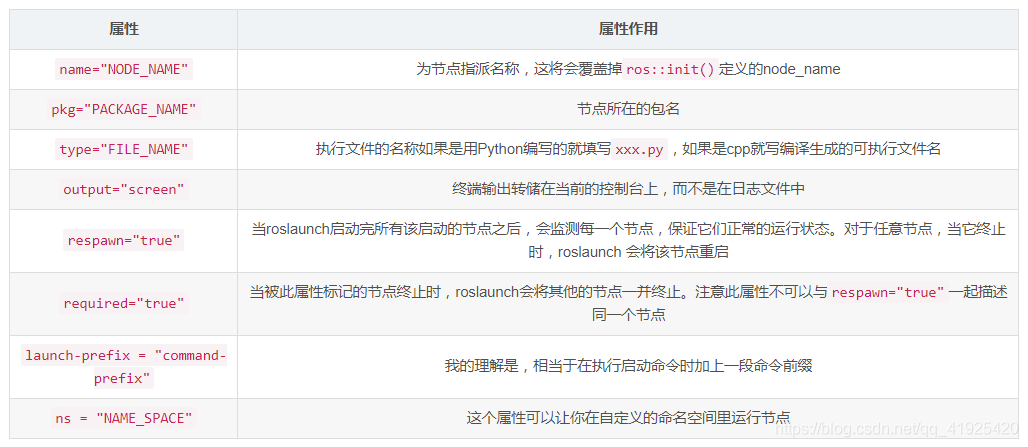 属性 属性作用
name="NODE_NAME" 为节点指派名称，这将会覆盖掉 ros::init() 定义的node_name
pkg="PACKAGE_NAME" 节点所在的包名
type="FILE_NAME" 执行文件的名称如果是用Python编写的就填写 xxx.py ，如果是cpp就写编译生成的可执行文件名
output="screen" 终端输出转储在当前的控制台上，而不是在日志文件中
respawn="true" 当roslaunch启动完所有该启动的节点之后，会监测每一个节点，保证它们正常的运行状态。对于任意节点，当它终止
时，roslaunch 会将该节点重启
required="true" 当被此属性标记的节点终止时，roslaunch会将其他的节点一并终止。注意此属性不可以与 respawn="true" 一起描述
同一个节点
launch-prefix = "command-
prefix" 我的理解是，相当于在执行启动命令时加上一段命令前缀
ns = "NAME_SPACE" 这个属性可以让你在自定义的命名空间里运行节点
https://blog.csdn.net/qq_41925420